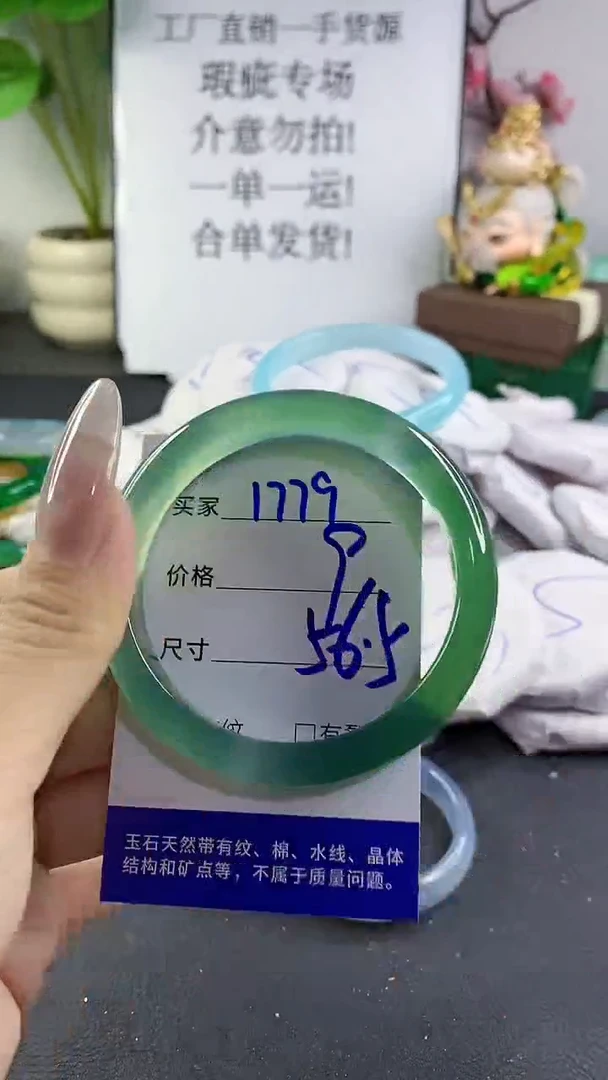 工厂直销一手货源
瑕疵专场
介意勿拍!
一单一运!
合单发货!
买家 1779
价格
尺寸 56.5
纹 □有
玉石天然带有纹、棉、水线、晶体
结构和矿点等，不属于质量问题。